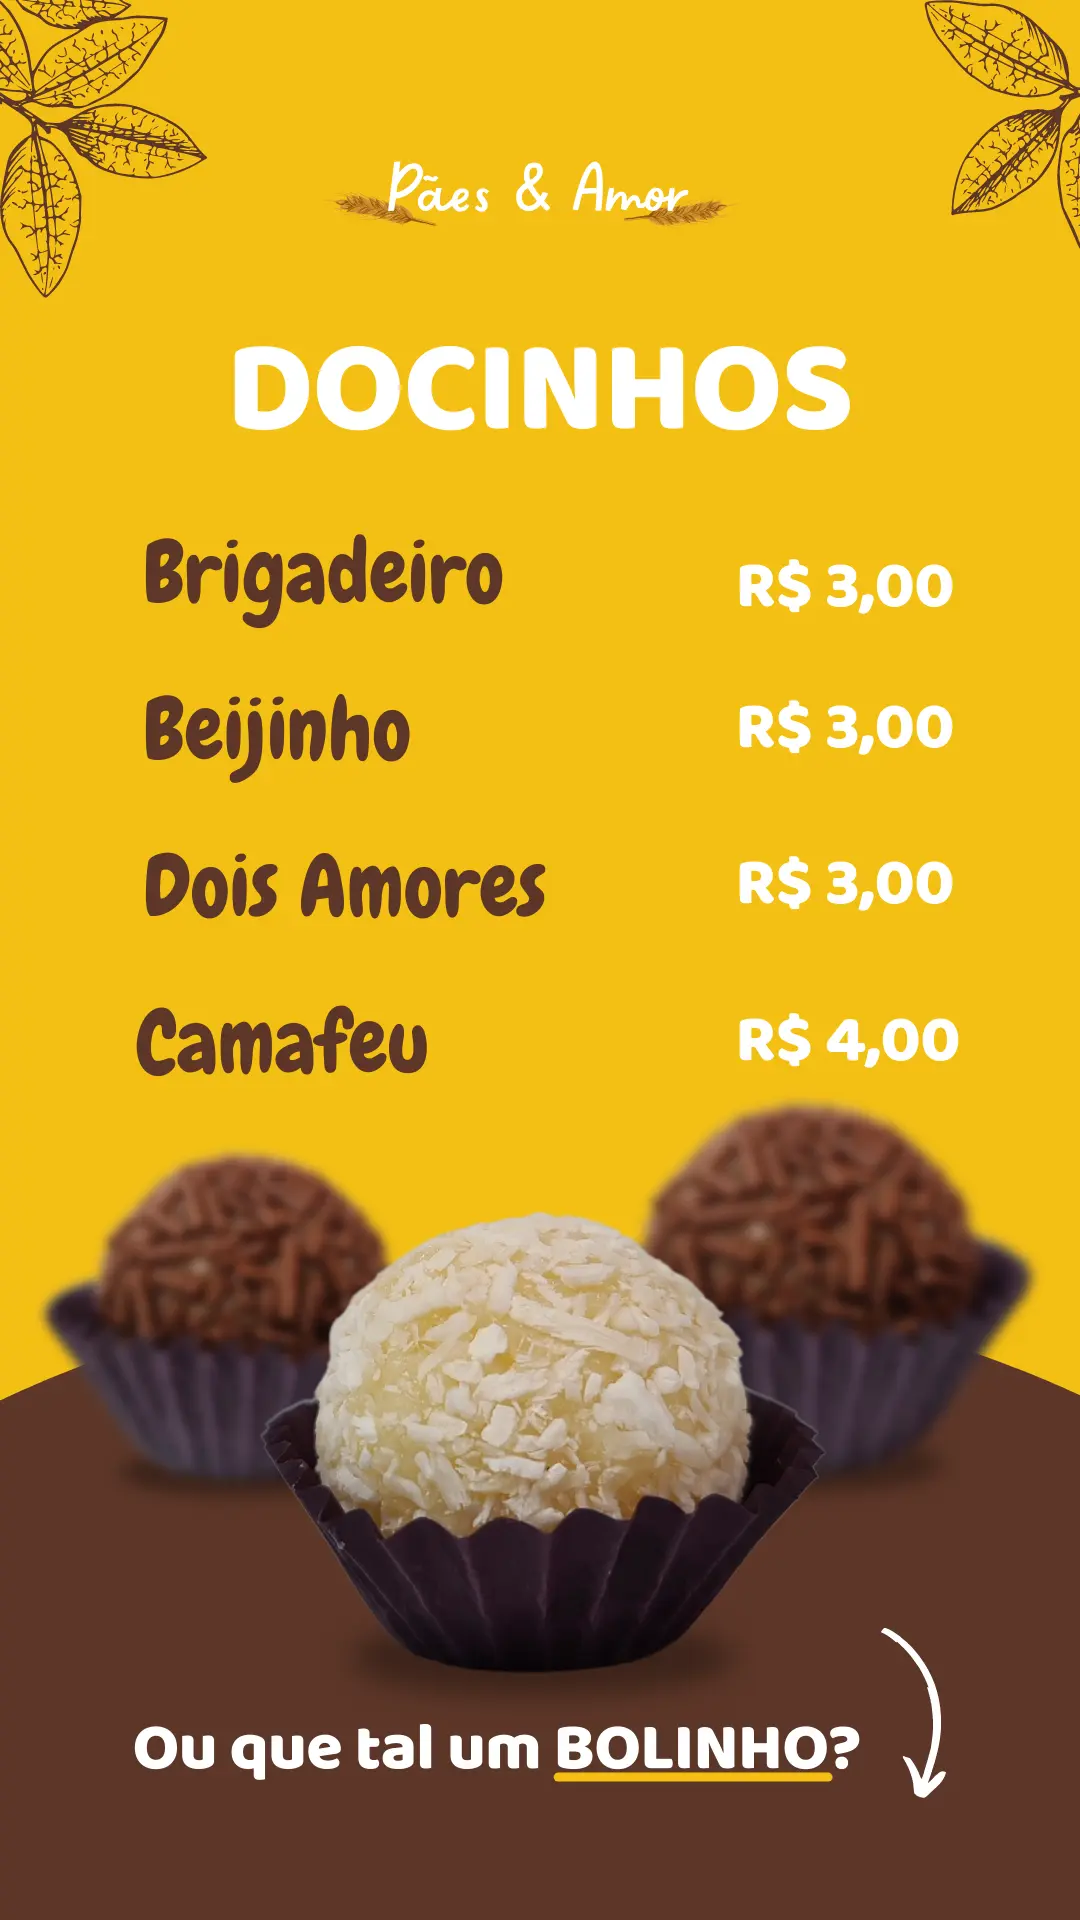 Pães & Amor
DOCINHOS
Brigadeiro R$ 3,00
Beijinho R$ 3,00
Dois Amores R$ 3,00
Camafeu R$ 4,00
Ou que tal um BOLINHO?